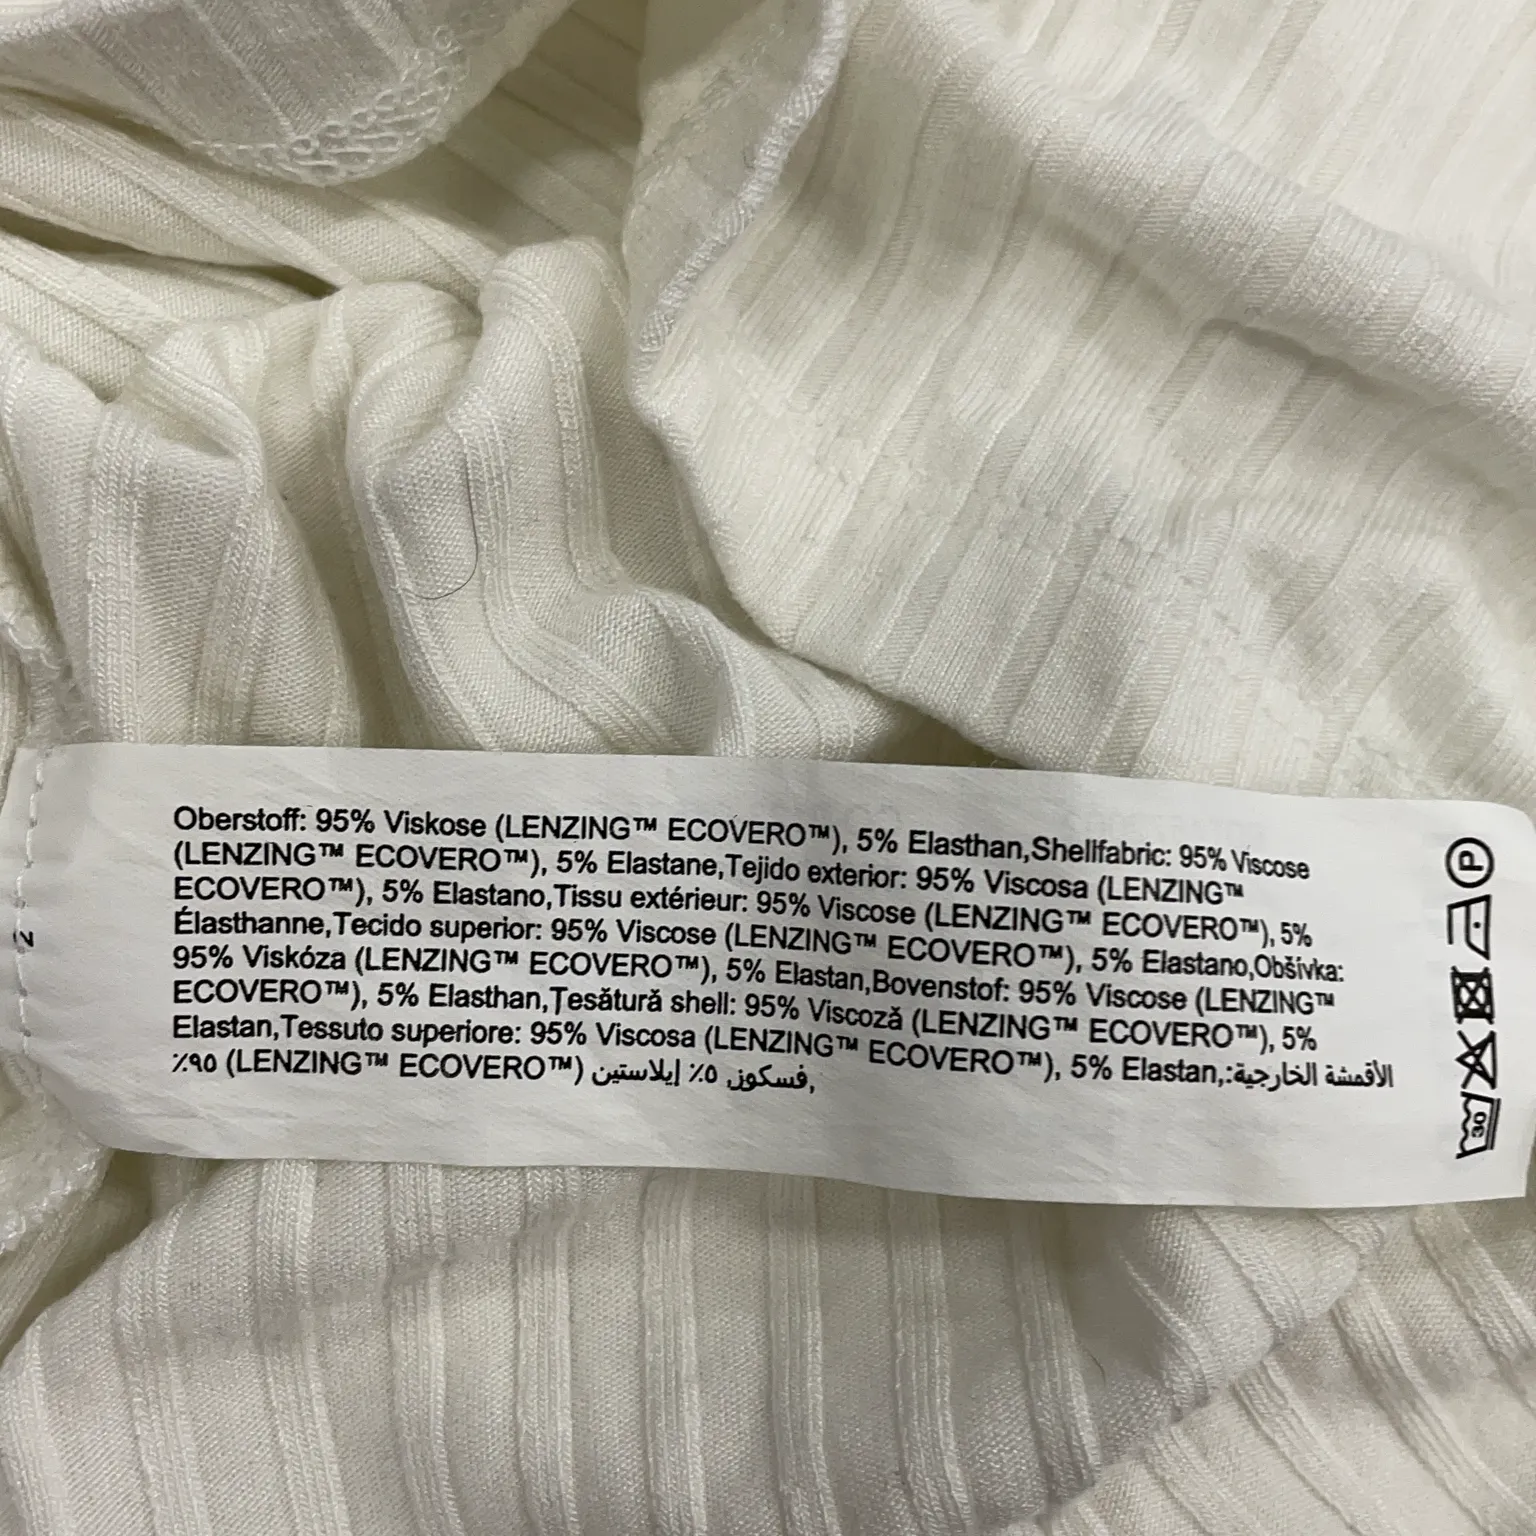 Oberstoff: 95% Viskose (LENZING™ ECOVERO™), 5% Elasthan,Shellfabric: 95% Viscose
(LENZING™ ECOVERO™), 5% Elastane,Tejido exterior: 95% Viscosa (LENZING™
ECOVERO™), 5% Elastano,Tissu extérieur: 95% Viscose (LENZING™ ECOVERO™), 5%
Élasthanne,Tecido superior: 95% Viscose (LENZING™ ECOVERO™), 5% Elastano,Obšívka:
95% Viskóza (LENZING™ ECOVERO™), 5% Elastan,Bovenstof: 95% Viscose (LENZING™
ECOVERO™), 5% Elasthan,Țesătură shell: 95% Viscoză (LENZING™ ECOVERO™), 5%
Elastan,Tessuto superiore: 95% Viscosa (LENZING™ ECOVERO™), 5% Elastan,الأقمشة الخارجية:
٩٥٪ (LENZING™ ECOVERO™) فسكوز, ٥٪ إيلاستين,
P
30
2